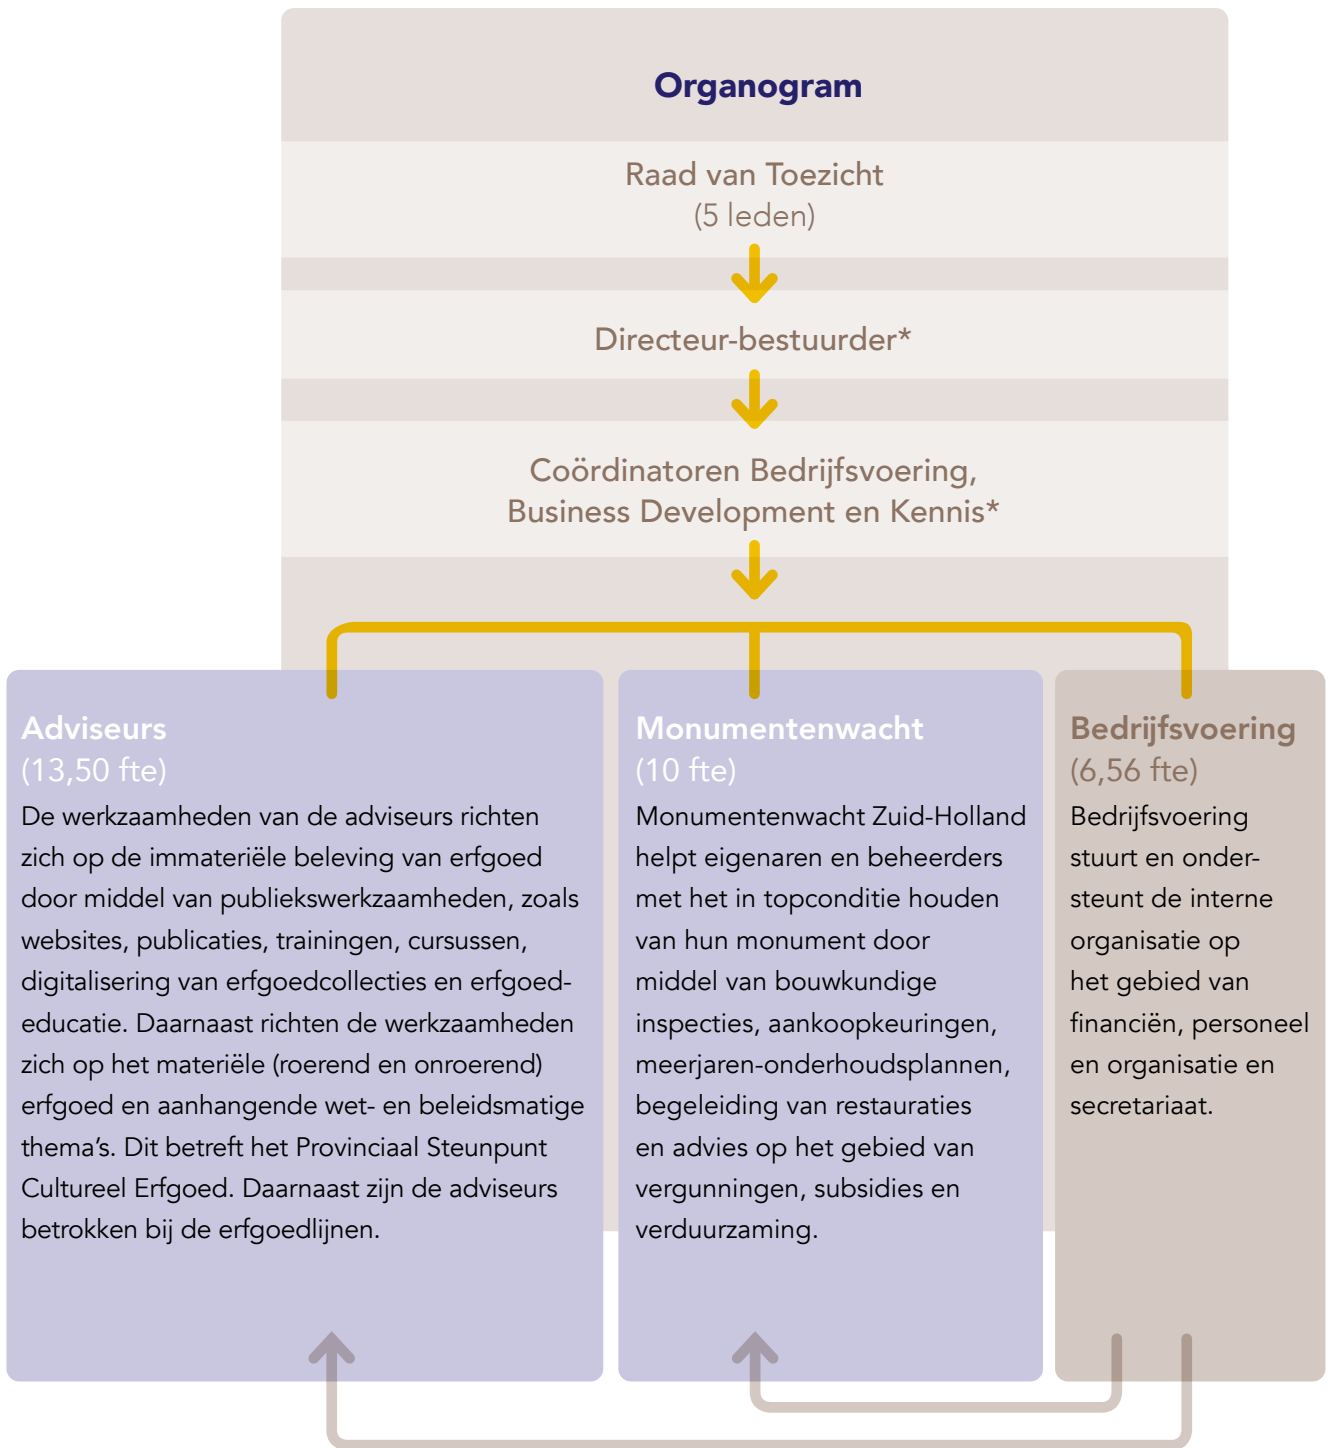 Organogram
Raad van Toezicht
(5 leden)
Directeur-bestuurder*
Coördinatoren Bedrijfsvoering,
Business Development en Kennis*
Adviseurs
(13,50 fte)
De werkzaamheden van de adviseurs richten
zich op de immateriële beleving van erfgoed
door middel van publiekswerkzaamheden, zoals
websites, publicaties, trainingen, cursussen,
digitalisering van erfgoedcollecties en erfgoed-
educatie. Daarnaast richten de werkzaamheden
zich op het materiële (roerend en onroerend)
erfgoed en aanhangende wet- en beleidsmatige
thema’s. Dit betreft het Provinciaal Steunpunt
Cultureel Erfgoed. Daarnaast zijn de adviseurs
betrokken bij de erfgoedlijnen.
Monumentenwacht
(10 fte)
Monumentenwacht Zuid-Holland
helpt eigenaren en beheerders
met het in topconditie houden
van hun monument door
middel van bouwkundige
inspecties, aankoopkeuringen,
meerjaren-onderhoudsplannen,
begeleiding van restauraties
en advies op het gebied van
vergunningen, subsidies en
verduurzaming.
Bedrijfsvoering
(6,56 fte)
Bedrijfsvoering
stuurt en onder-
steunt de interne
organisatie op
het gebied van
financiën, personeel
en organisatie en
secretariaat.